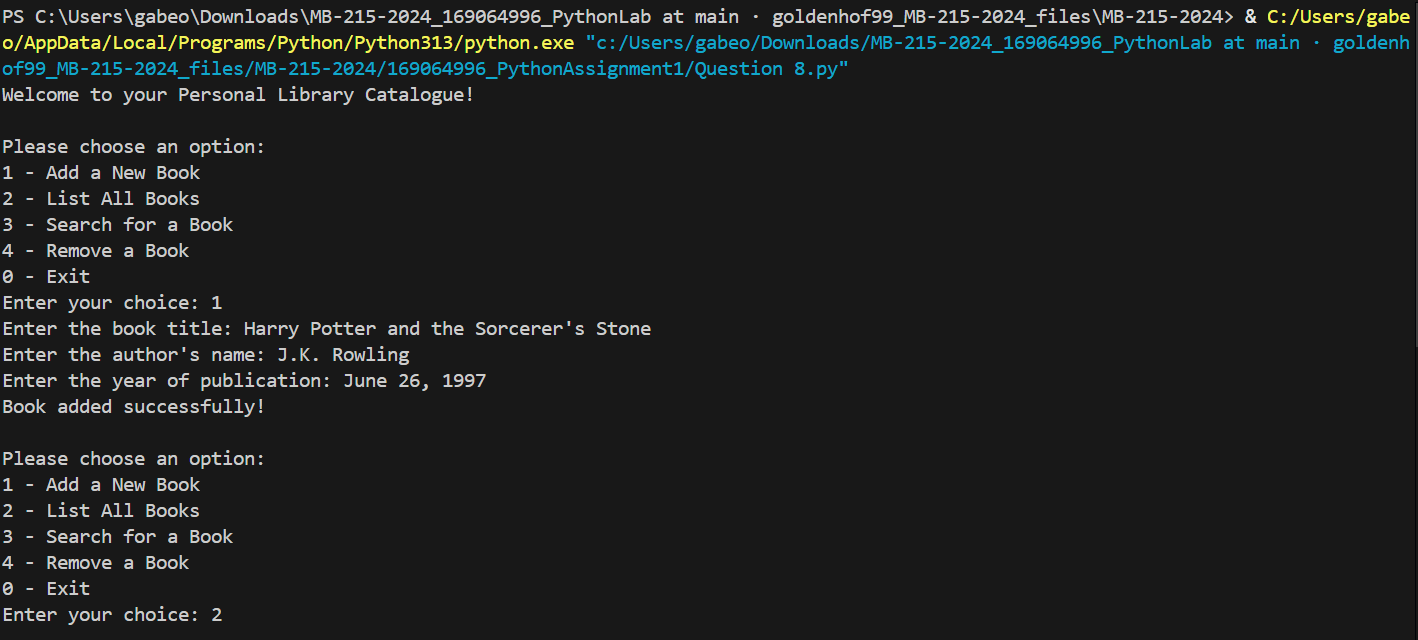 PS C:\Users\gabeo\Downloads\MB-215-2024_169064996_PythonLab at main · goldenhof99_MB-215-2024_files\MB-215-2024> & C:/Users/gabe
o/AppData/Local/Programs/Python/Python313/python.exe "c:/Users/gabeo/Downloads/MB-215-2024_169064996_PythonLab at main · goldenh
of99_MB-215-2024_files/MB-215-2024/169064996_PythonAssignment1/Question 8.py"
Welcome to your Personal Library Catalogue!

Please choose an option:
1 - Add a New Book
2 - List All Books
3 - Search for a Book
4 - Remove a Book
0 - Exit
Enter your choice: 1
Enter the book title: Harry Potter and the Sorcerer's Stone
Enter the author's name: J.K. Rowling
Enter the year of publication: June 26, 1997
Book added successfully!

Please choose an option:
1 - Add a New Book
2 - List All Books
3 - Search for a Book
4 - Remove a Book
0 - Exit
Enter your choice: 2